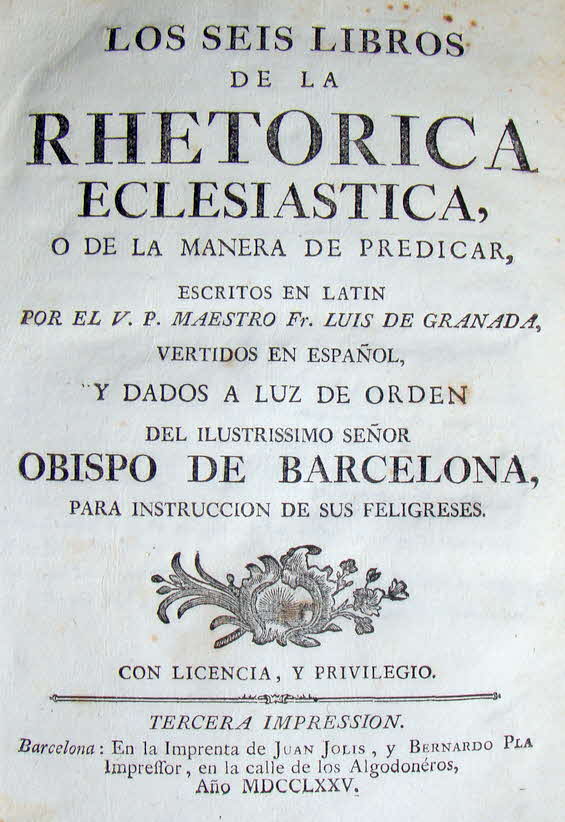 LOS SEIS LIBROS
DE LA
RHETORICA
ECLESIASTICA,
O DE LA MANERA DE PREDICAR,
ESCRITOS EN LATIN
POR EL V. P. MAESTRO Fr. LUIS DE GRANADA,
VERTIDOS EN ESPAÑOL,
Y DADOS A LUZ DE ORDEN
DEL ILUSTRISSIMO SEÑOR
OBISPO DE BARCELONA,
PARA INSTRUCCION DE SUS FELIGRESES.
CON LICENCIA, Y PRIVILEGIO.
TERCERA IMPRESSION.
Barcelona: En la Imprenta de JUAN JOLIS, y BERNARDO PLA
Impreſſor, en la calle de los Algodonéros,
Año MDCCLXXV.